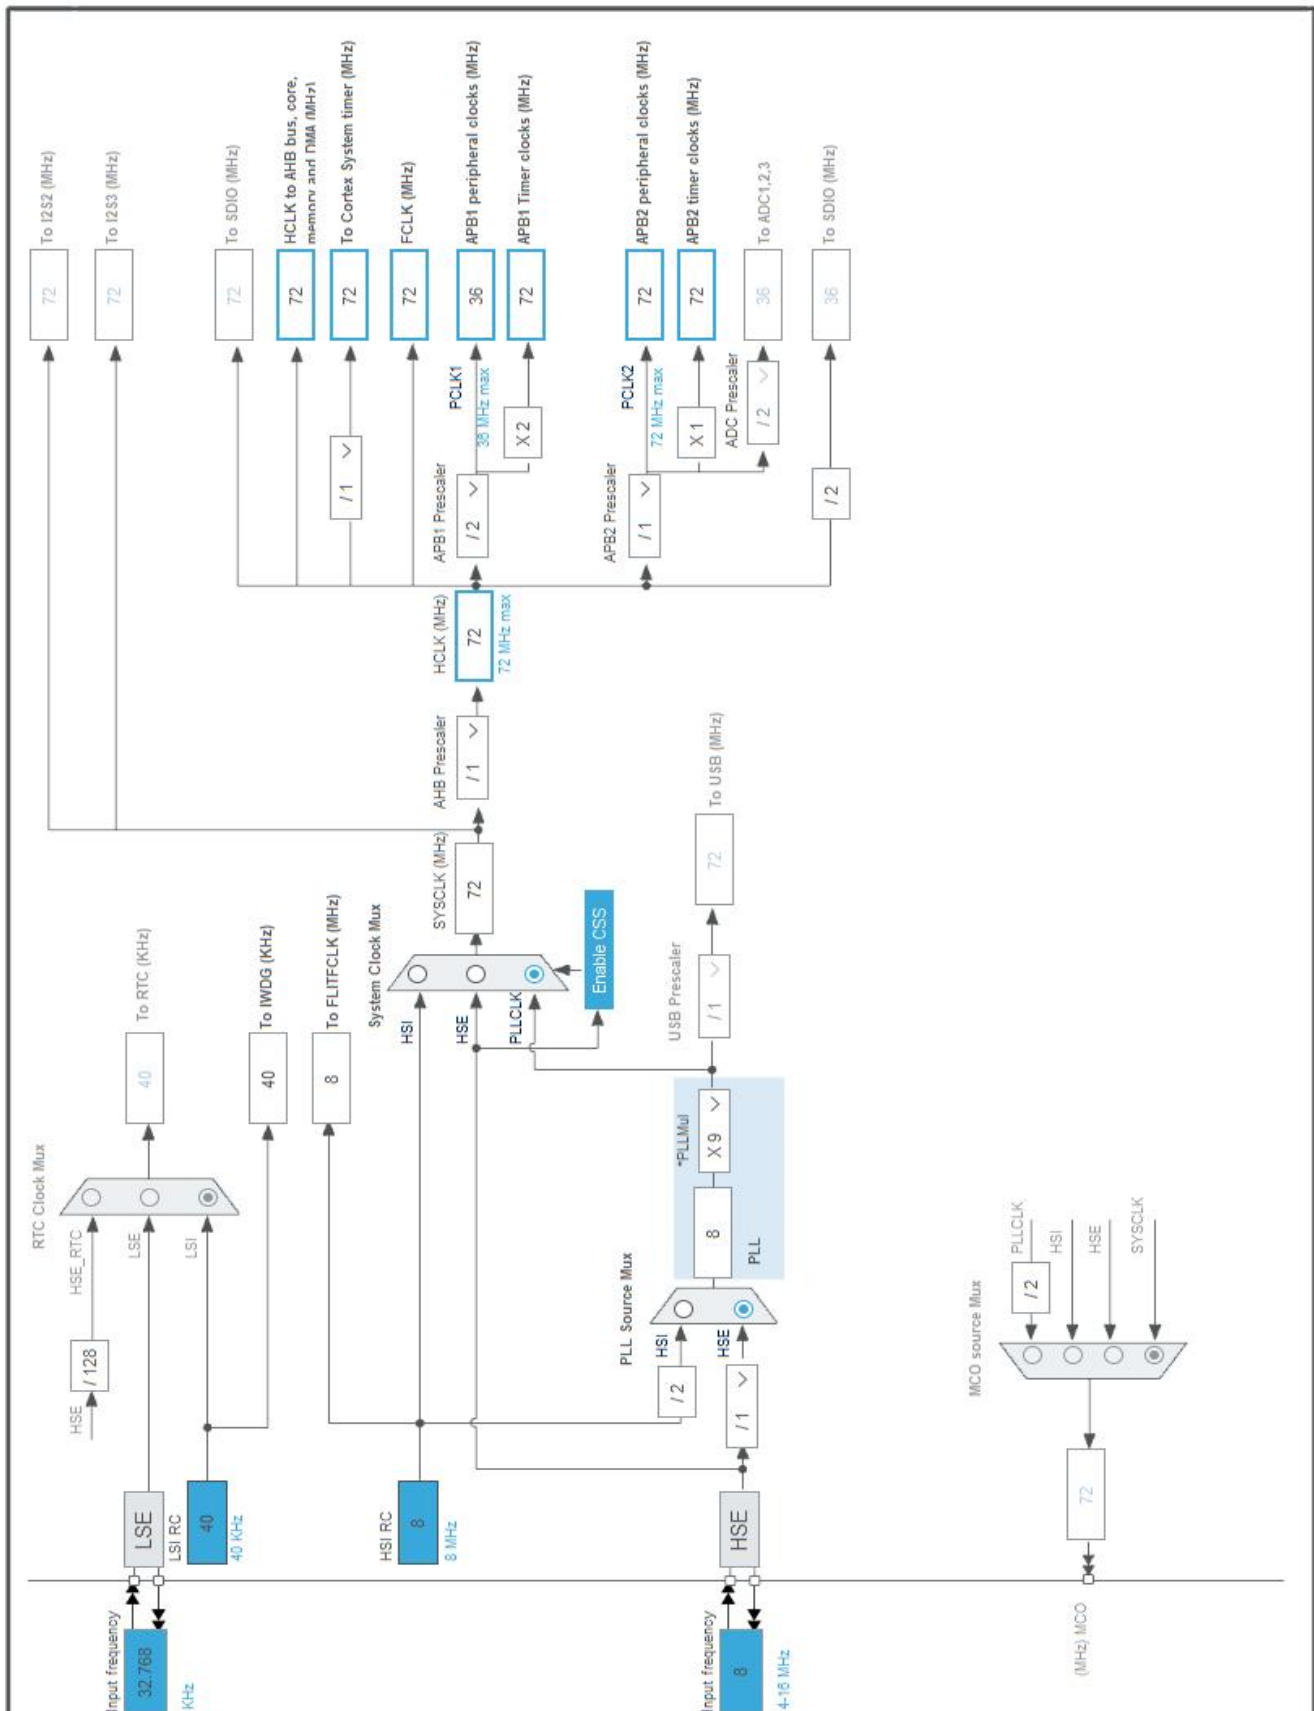 Input frequency
32.768
KHz
LSE
LSI RC
40
40 KHz
HSE
/ 128
HSE_RTC
LSE
LSI
RTC Clock Mux
40
To RTC (KHz)
40
To IWDG (KHz)
8
To FLITFCLK (MHz)
HSI RC
8
8 MHz
System Clock Mux
HSI
HSE
PLLCLK
Enable CSS
SYSCLK (MHz)
72
AHB Prescaler
/ 1
HCLK (MHz)
72
72 MHz max
72
To I2S2 (MHz)
72
To I2S3 (MHz)
72
To SDIO (MHz)
72
HCLK to AHB bus, core,
memory and DMA (MHz)
/ 1
72
To Cortex System timer (MHz)
72
FCLK (MHz)
APB1 Prescaler
/ 2
PCLK1
36 MHz max
36
APB1 peripheral clocks (MHz)
X 2
72
APB1 Timer clocks (MHz)
APB2 Prescaler
/ 1
PCLK2
72 MHz max
72
APB2 peripheral clocks (MHz)
X 1
72
APB2 timer clocks (MHz)
ADC Prescaler
/ 2
36
To ADC1,2,3
/ 2
36
To SDIO (MHz)
Input frequency
8
4-16 MHz
HSE
/ 1
/ 2
PLL Source Mux
HSI
HSE
8
*PLLMul
X 9
PLL
USB Prescaler
/ 1
72
To USB (MHz)
(MHz) MCO
72
MCO source Mux
/ 2
PLLCLK
HSI
HSE
SYSCLK